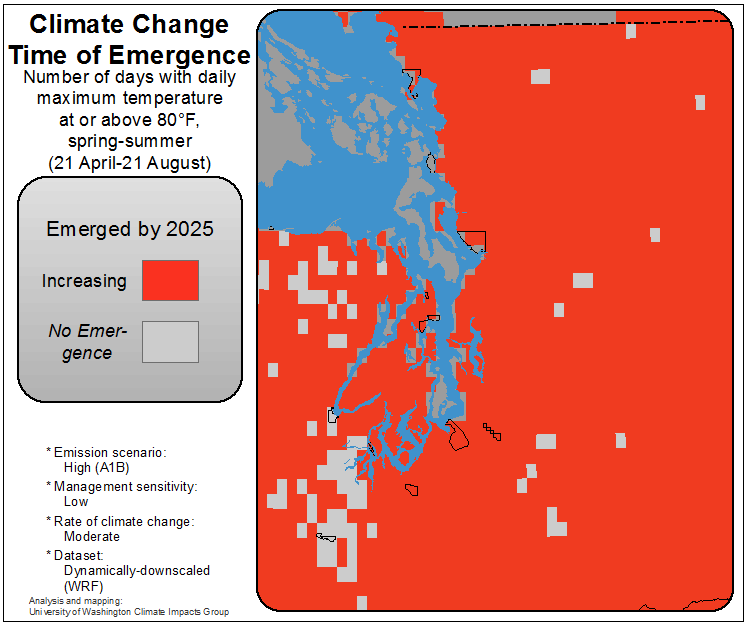 Climate Change
Time of Emergence
Number of days with daily
maximum temperature
at or above 80°F,
spring-summer
(21 April-21 August)
Emerged by 2025
Increasing
No Emer-
gence
* Emission scenario:
High (A1B)
* Management sensitivity:
Low
* Rate of climate change:
Moderate
* Dataset:
Dynamically-downscaled
(WRF)
Analysis and mapping:
University of Washington Climate Impacts Group